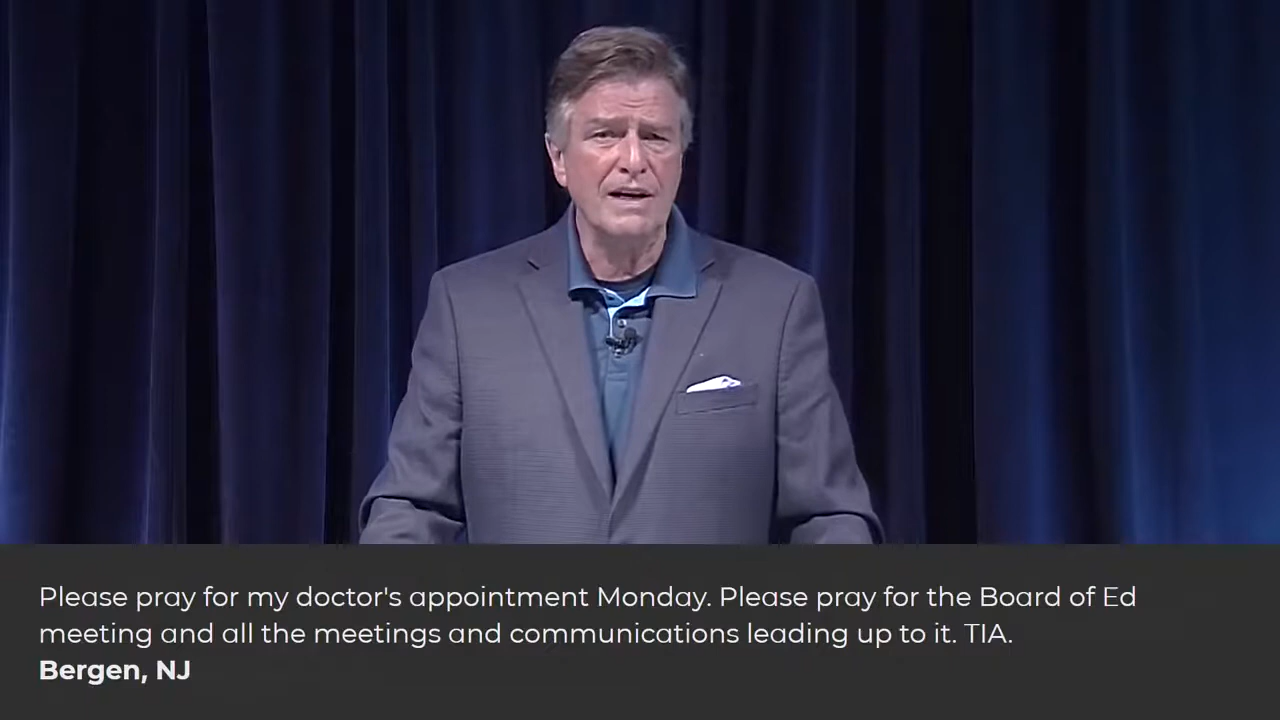 Please pray for my doctor's appointment Monday. Please pray for the Board of Ed
meeting and all the meetings and communications leading up to it. TIA.
Bergen, NJ